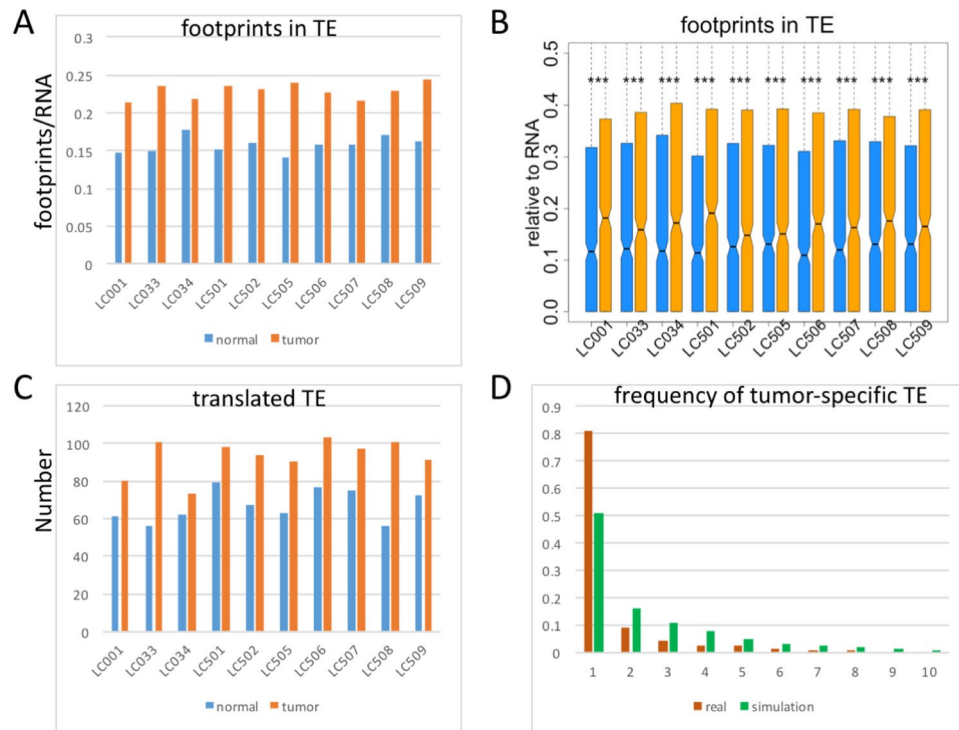 A
footprints in TE
footprints/RNA
0.3
0.25
0.2
0.15
0.1
0.05
0
LC001 LC033 LC034 LC501 LC502 LC505 LC506 LC507 LC508 LC509
normal tumor
B
footprints in TE
relative to RNA
0.5
0.4
0.3
0.2
0.1
0.0
*** *** *** *** *** *** *** *** *** ***
LC001 LC033 LC034 LC501 LC502 LC505 LC506 LC507 LC508 LC509
C
translated TE
Number
120
100
80
60
40
20
0
LC001 LC033 LC034 LC501 LC502 LC505 LC506 LC507 LC508 LC509
normal tumor
D
frequency of tumor-specific TE
0.9
0.8
0.7
0.6
0.5
0.4
0.3
0.2
0.1
0
1 2 3 4 5 6 7 8 9 10
real simulation